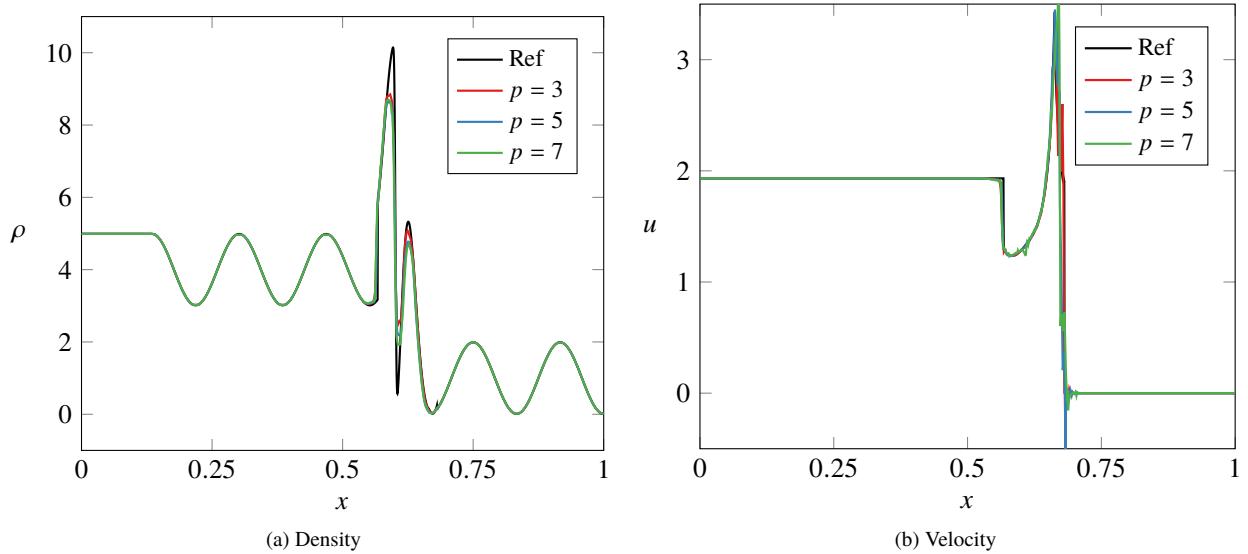 10
8
6
ρ
4
2
0
0
0.25
0.5
0.75
1
x
Ref
p = 3
p = 5
p = 7
(a) Density
3
2
u
1
0
0
0.25
0.5
0.75
1
x
Ref
p = 3
p = 5
p = 7
(b) Velocity